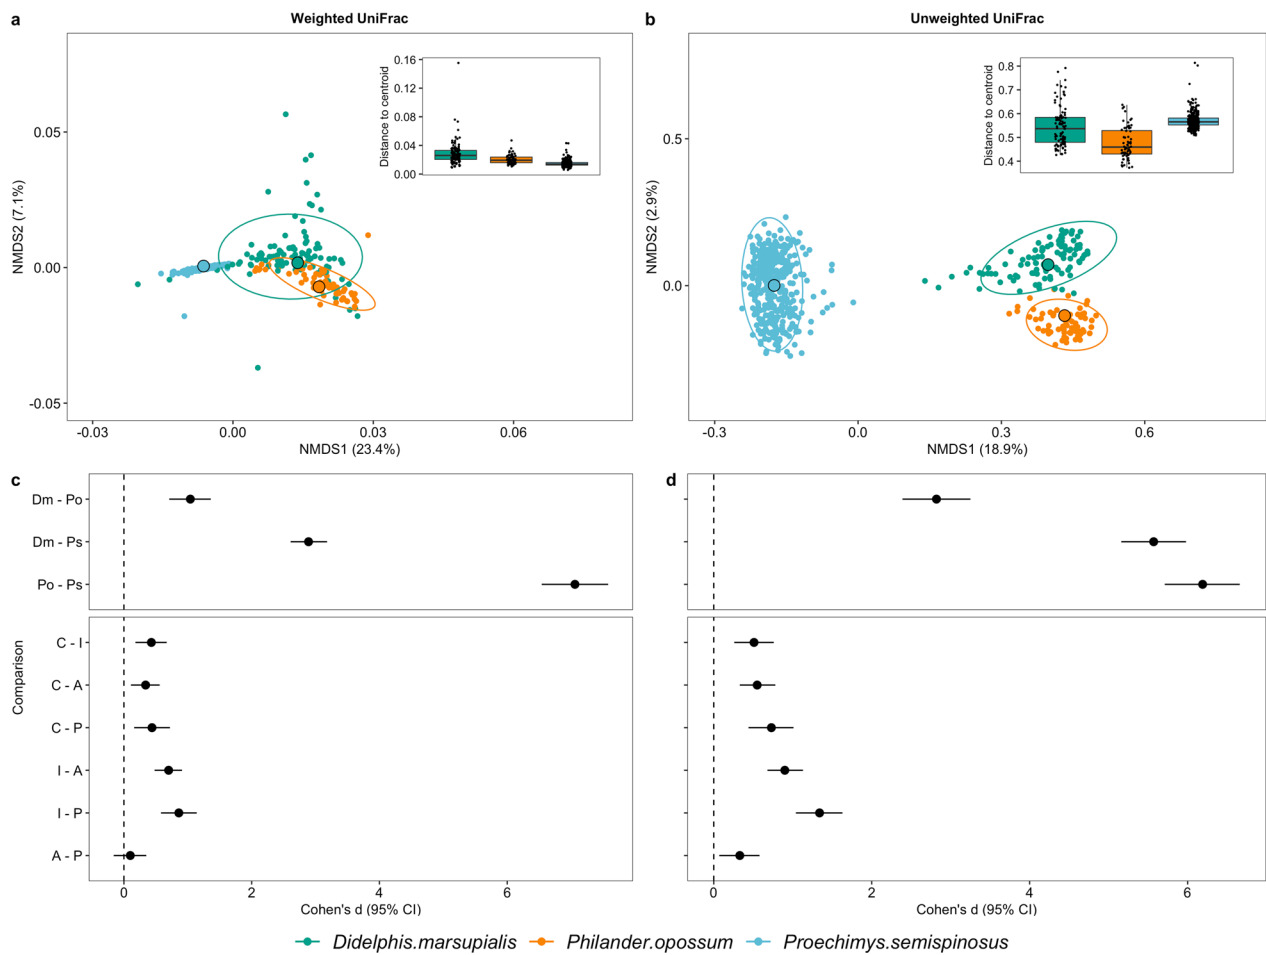 a
Weighted UniFrac
b
Unweighted UniFrac
0.16
0.12
0.08
0.04
0.00
Distance to centroid
0.8
0.7
0.6
0.5
0.4
Distance to centroid
0.05
0.00
-0.05
NMDS2 (7.1%)
-0.03
0.00
0.03
0.06
NMDS1 (23.4%)
0.5
0.0
NMDS2 (2.9%)
-0.3
0.0
0.3
0.6
NMDS1 (18.9%)
c
d
Dm - Po
Dm - Ps
Po - Ps
C - I
C - A
C - P
I - A
I - P
A - P
Comparison
0
2
4
6
Cohen's d (95% CI)
0
2
4
6
Cohen's d (95% CI)
Didelphis.marsupialis
Philander.opossum
Proechimys.semispinosus